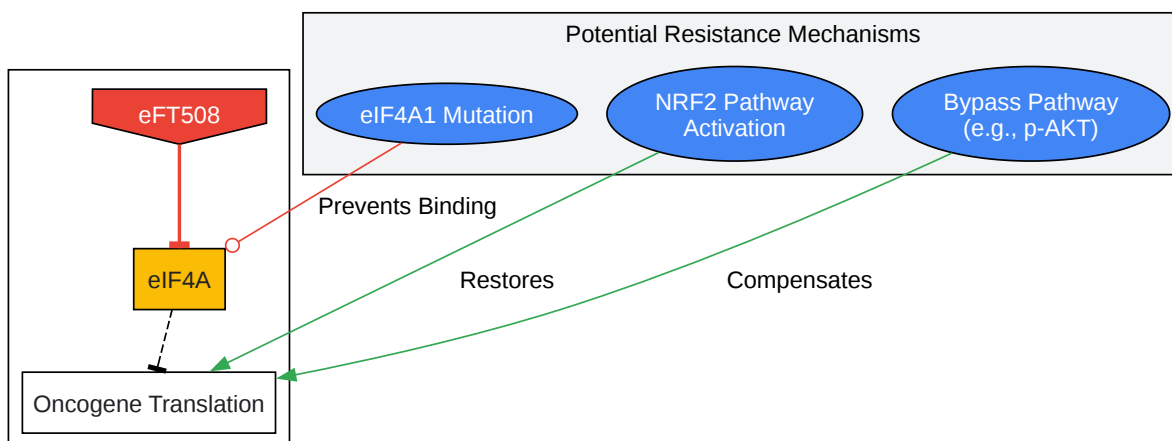 Potential Resistance Mechanisms
eFT508
eIF4A1 Mutation
NRF2 Pathway
Activation
Bypass Pathway
(e.g., p-AKT)
Prevents Binding
eIF4A
Restores
Compensates
Oncogene Translation